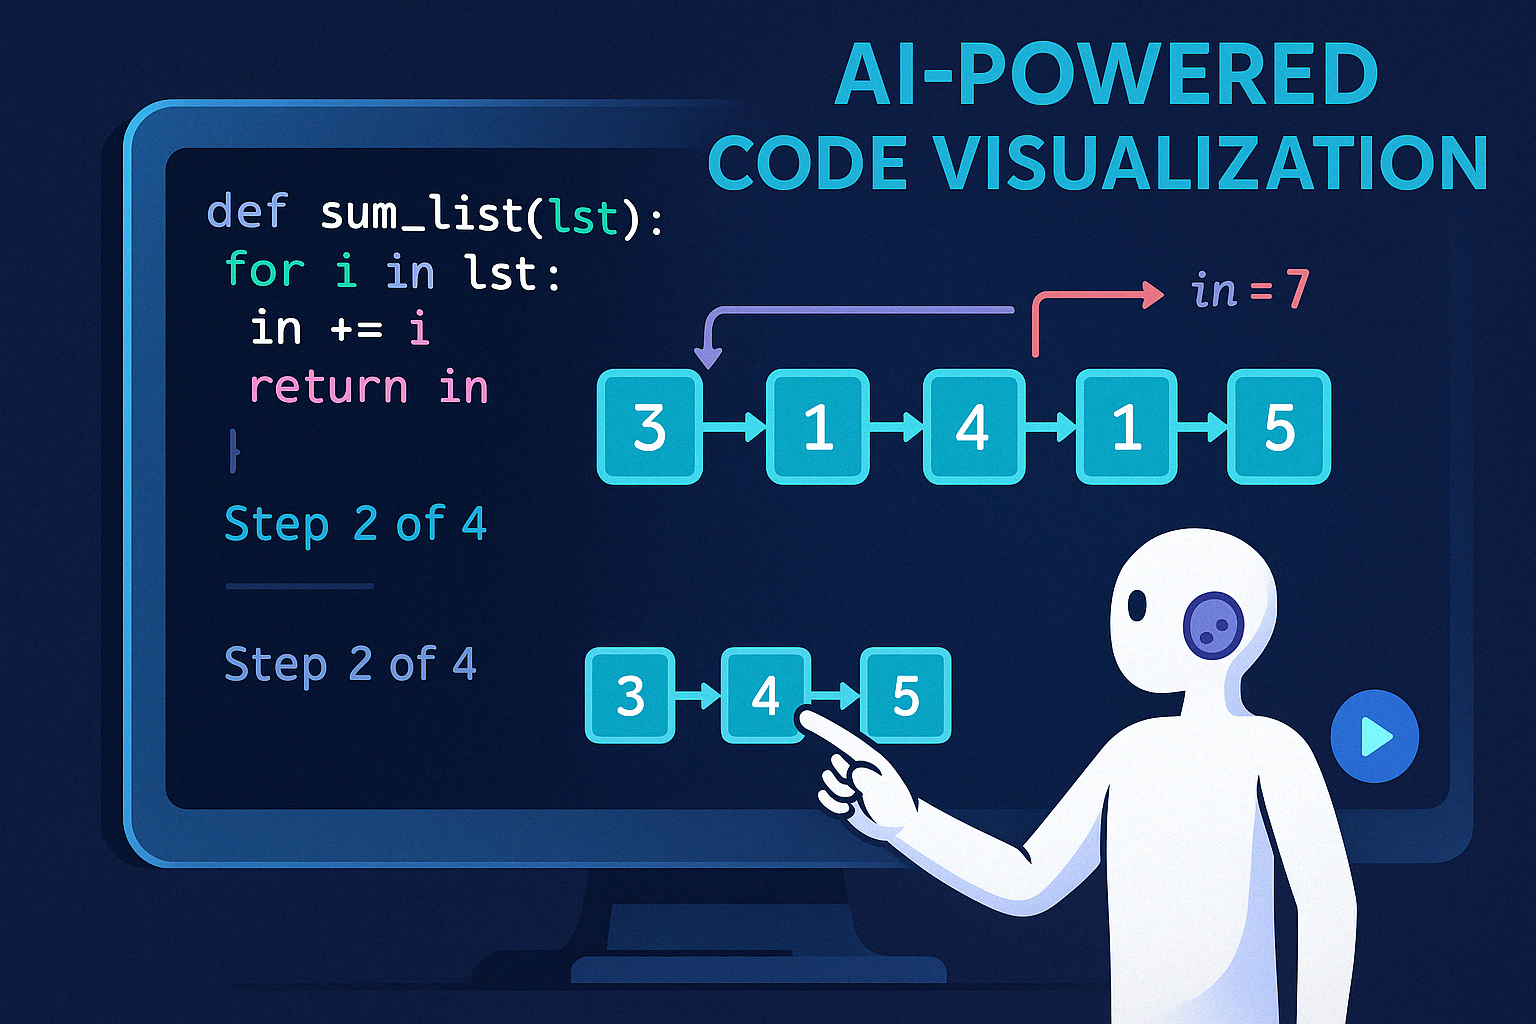 AI-POWERED
CODE VISUALIZATION
def sum_list(lst):
for i in lst:
in += i
return in
}
Step 2 of 4
Step 2 of 4
in = 7
3 1 4 1 5
3 4 5